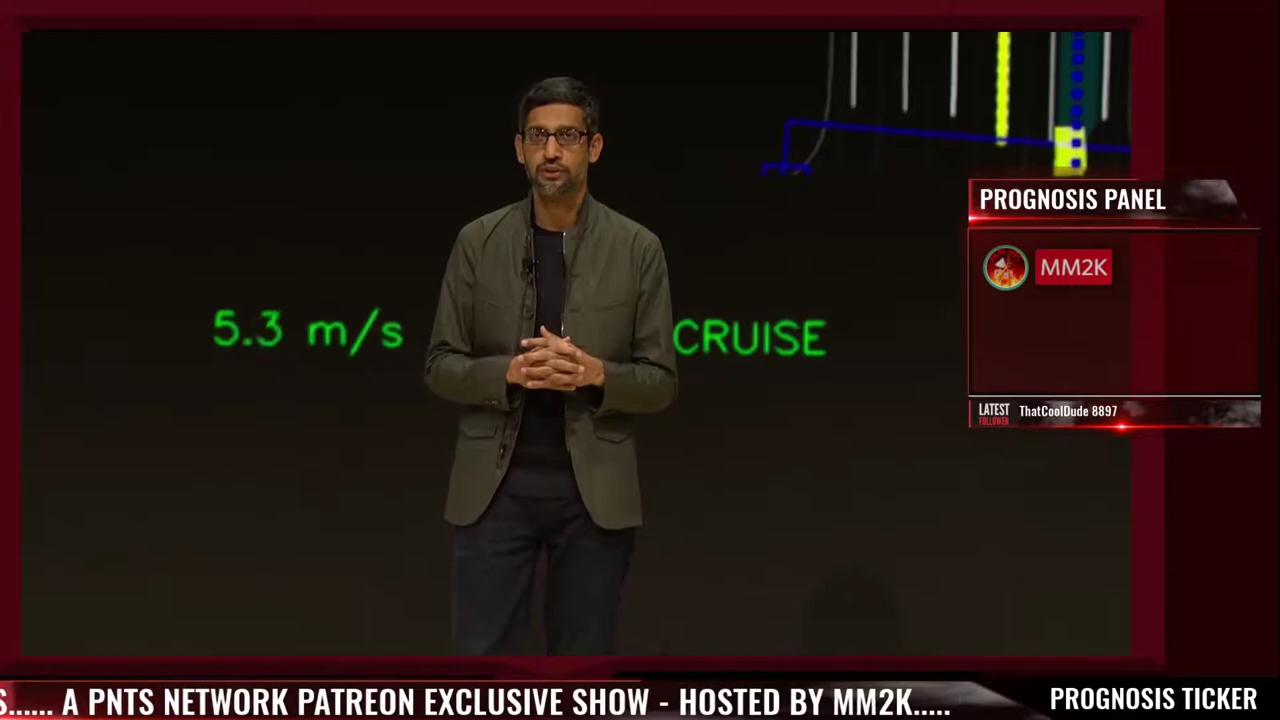 5.3 m/s CRUISE
PROGNOSIS PANEL
MM2K
LATEST
FOLLOWER
ThatCoolDude 8897
S...... A PNTS NETWORK PATREON EXCLUSIVE SHOW - HOSTED BY MM2K.....
PROGNOSIS TICKER